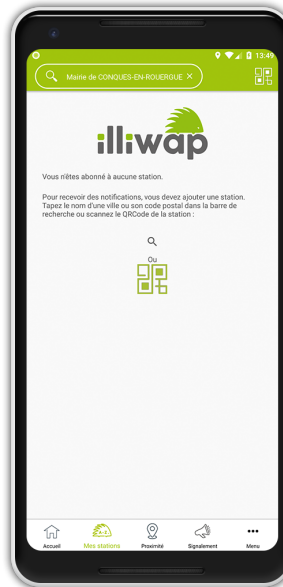 13:49
Mairie de CONQUES-EN-ROUERGUE ×
illiwap
Vous n'êtes abonné à aucune station.
Pour recevoir des notifications, vous devez ajouter une station.
Tapez le nom d'une ville ou son code postal dans la barre de
recherche ou scannez le QRCode de la station :
Ou
A-Z
Accueil Mes stations Proximité Signalement Menu